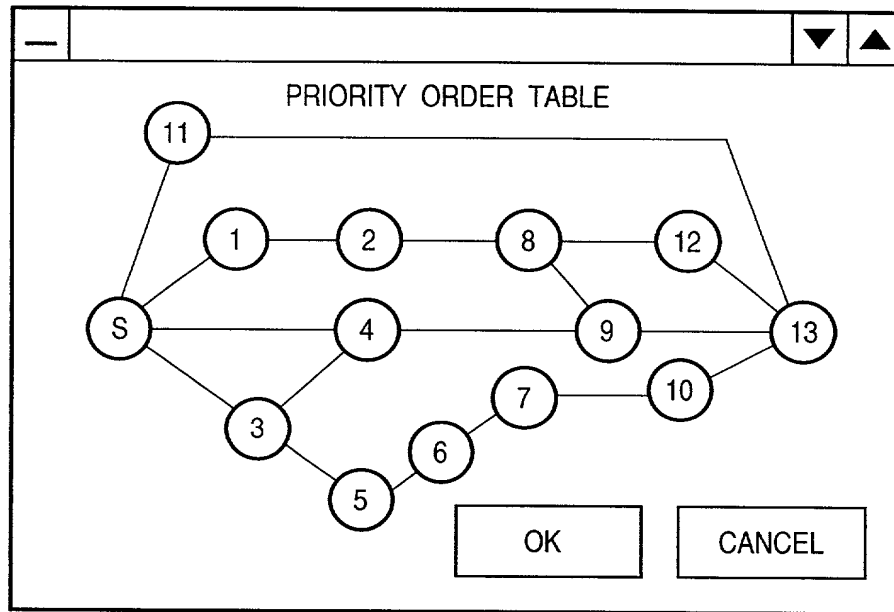 PRIORITY ORDER TABLE
11
1 2 8 12
S 4 9 13
3 7 10
6
5
OK CANCEL